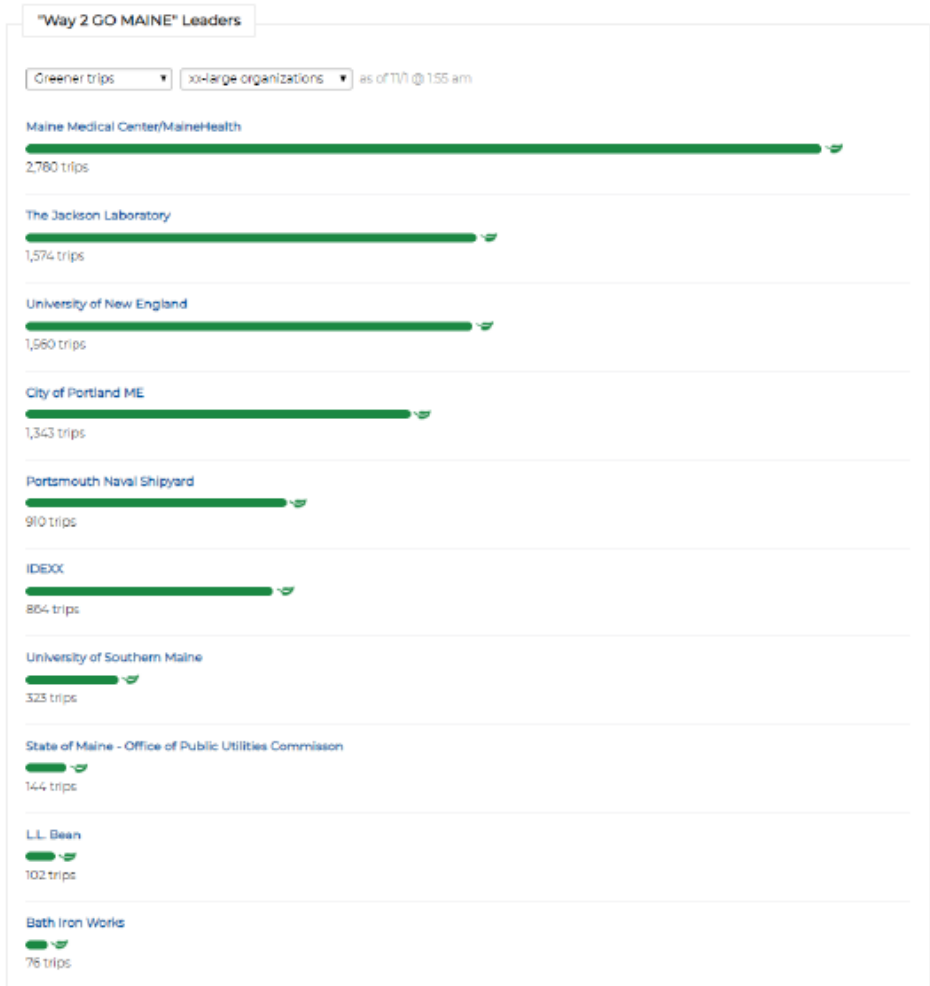 "Way 2 GO MAINE" Leaders
Greener trips xx-large organizations as of 11/1 @ 1:55 am
Maine Medical Center/MaineHealth
2,780 trips
The Jackson Laboratory
1,574 trips
University of New England
1,560 trips
City of Portland ME
1,343 trips
Portsmouth Naval Shipyard
910 trips
IDEXX
864 trips
University of Southern Maine
323 trips
State of Maine - Office of Public Utilities Commisson
144 trips
L.L. Bean
102 trips
Bath Iron Works
76 trips